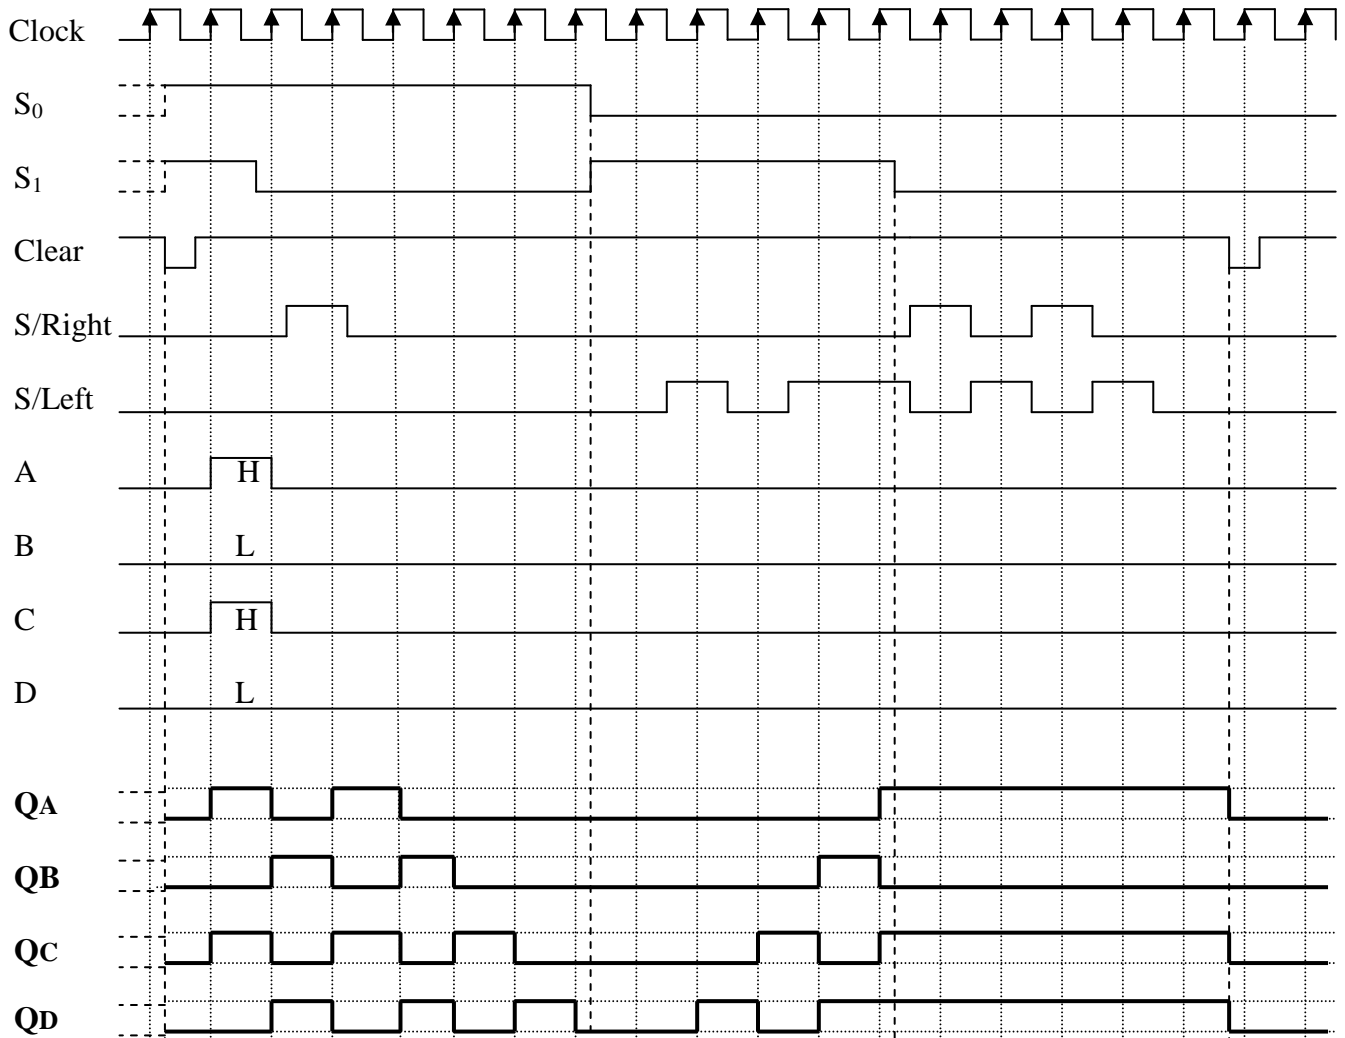 Clock
S₀
S₁
Clear
S/Right
S/Left
A H
B L
C H
D L
QA
QB
QC
QD